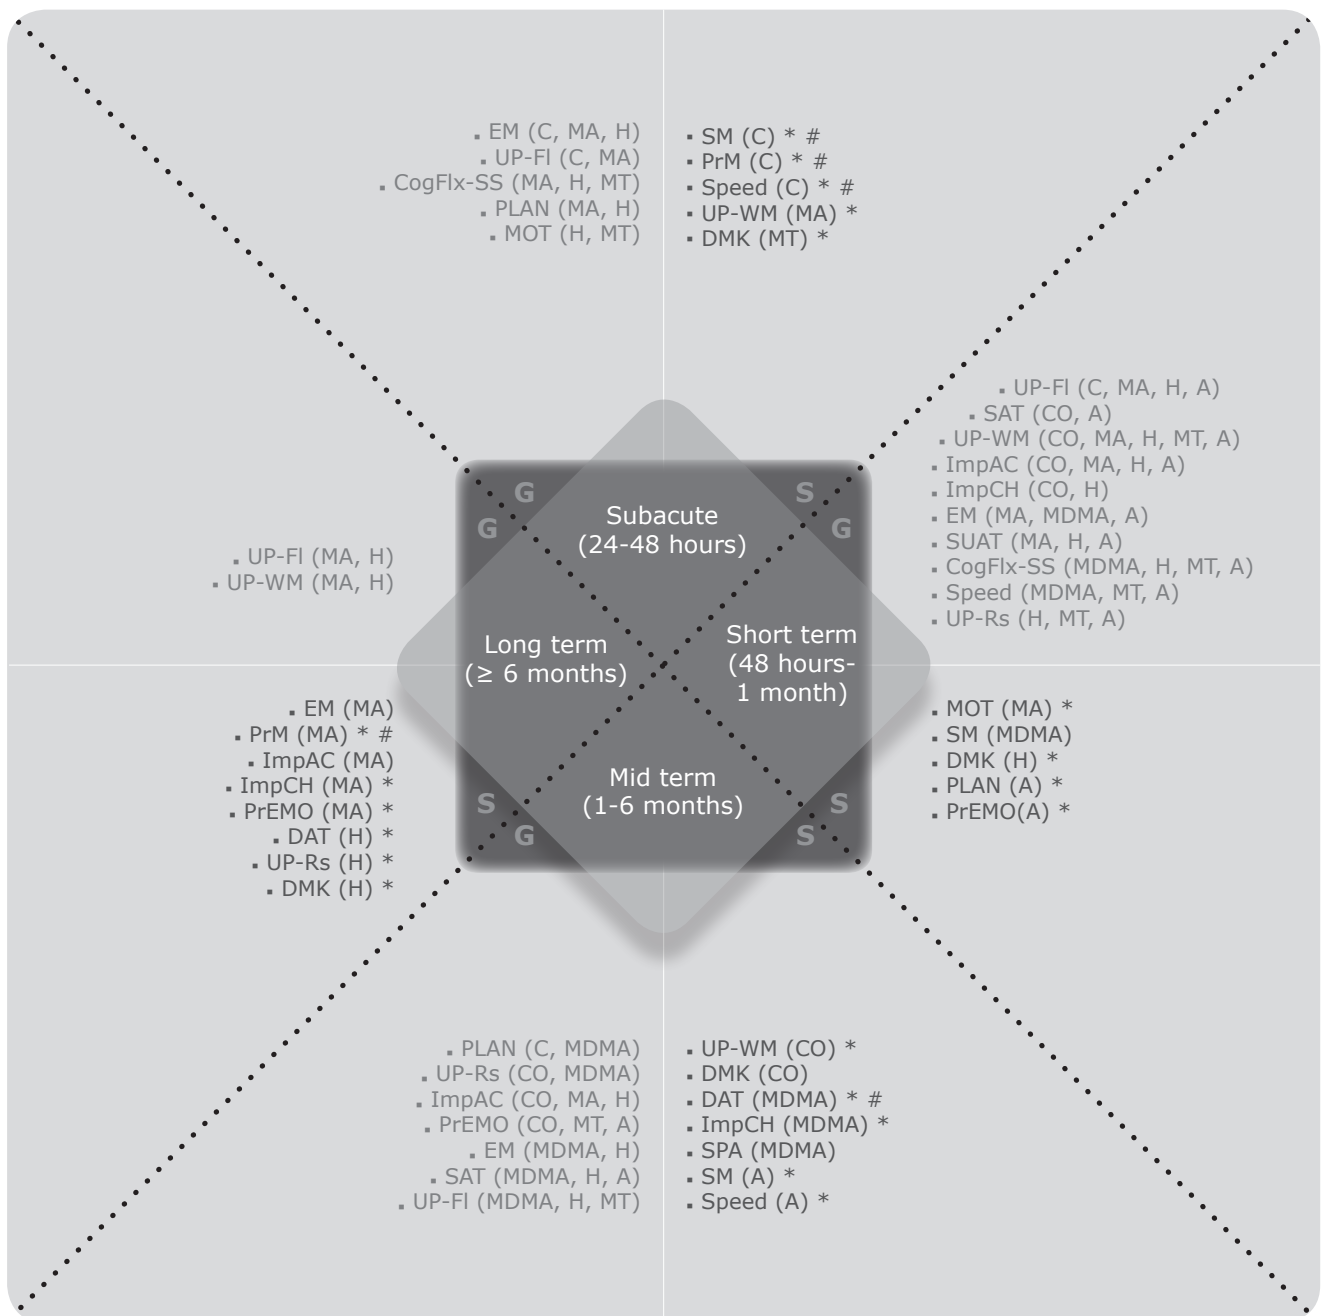 ▪ EM (C, MA, H)
▪ UP-Fl (C, MA)
▪ CogFlx-SS (MA, H, MT)
▪ PLAN (MA, H)
▪ MOT (H, MT)
▪ SM (C) * #
▪ PrM (C) * #
▪ Speed (C) * #
▪ UP-WM (MA) *
▪ DMK (MT) *
▪ UP-Fl (C, MA, H, A)
▪ SAT (CO, A)
▪ UP-WM (CO, MA, H, MT, A)
▪ ImpAC (CO, MA, H, A)
▪ ImpCH (CO, H)
▪ EM (MA, MDMA, A)
▪ SUAT (MA, H, A)
▪ CogFlx-SS (MDMA, H, MT, A)
▪ Speed (MDMA, MT, A)
▪ UP-Rs (H, MT, A)
G
G
S
G
Subacute
(24-48 hours)
▪ UP-Fl (MA, H)
▪ UP-WM (MA, H)
Long term
(≥ 6 months)
Short term
(48 hours-
1 month)
Mid term
(1-6 months)
S
G
S
S
▪ EM (MA)
▪ PrM (MA) * #
▪ ImpAC (MA)
▪ ImpCH (MA) *
▪ PrEMO (MA) *
▪ DAT (H) *
▪ UP-Rs (H) *
▪ DMK (H) *
▪ MOT (MA) *
▪ SM (MDMA)
▪ DMK (H) *
▪ PLAN (A) *
▪ PrEMO(A) *
▪ PLAN (C, MDMA)
▪ UP-Rs (CO, MDMA)
▪ ImpAC (CO, MA, H)
▪ PrEMO (CO, MT, A)
▪ EM (MDMA, H)
▪ SAT (MDMA, H, A)
▪ UP-Fl (MDMA, H, MT)
▪ UP-WM (CO) *
▪ DMK (CO)
▪ DAT (MDMA) * #
▪ ImpCH (MDMA) *
▪ SPA (MDMA)
▪ SM (A) *
▪ Speed (A) *